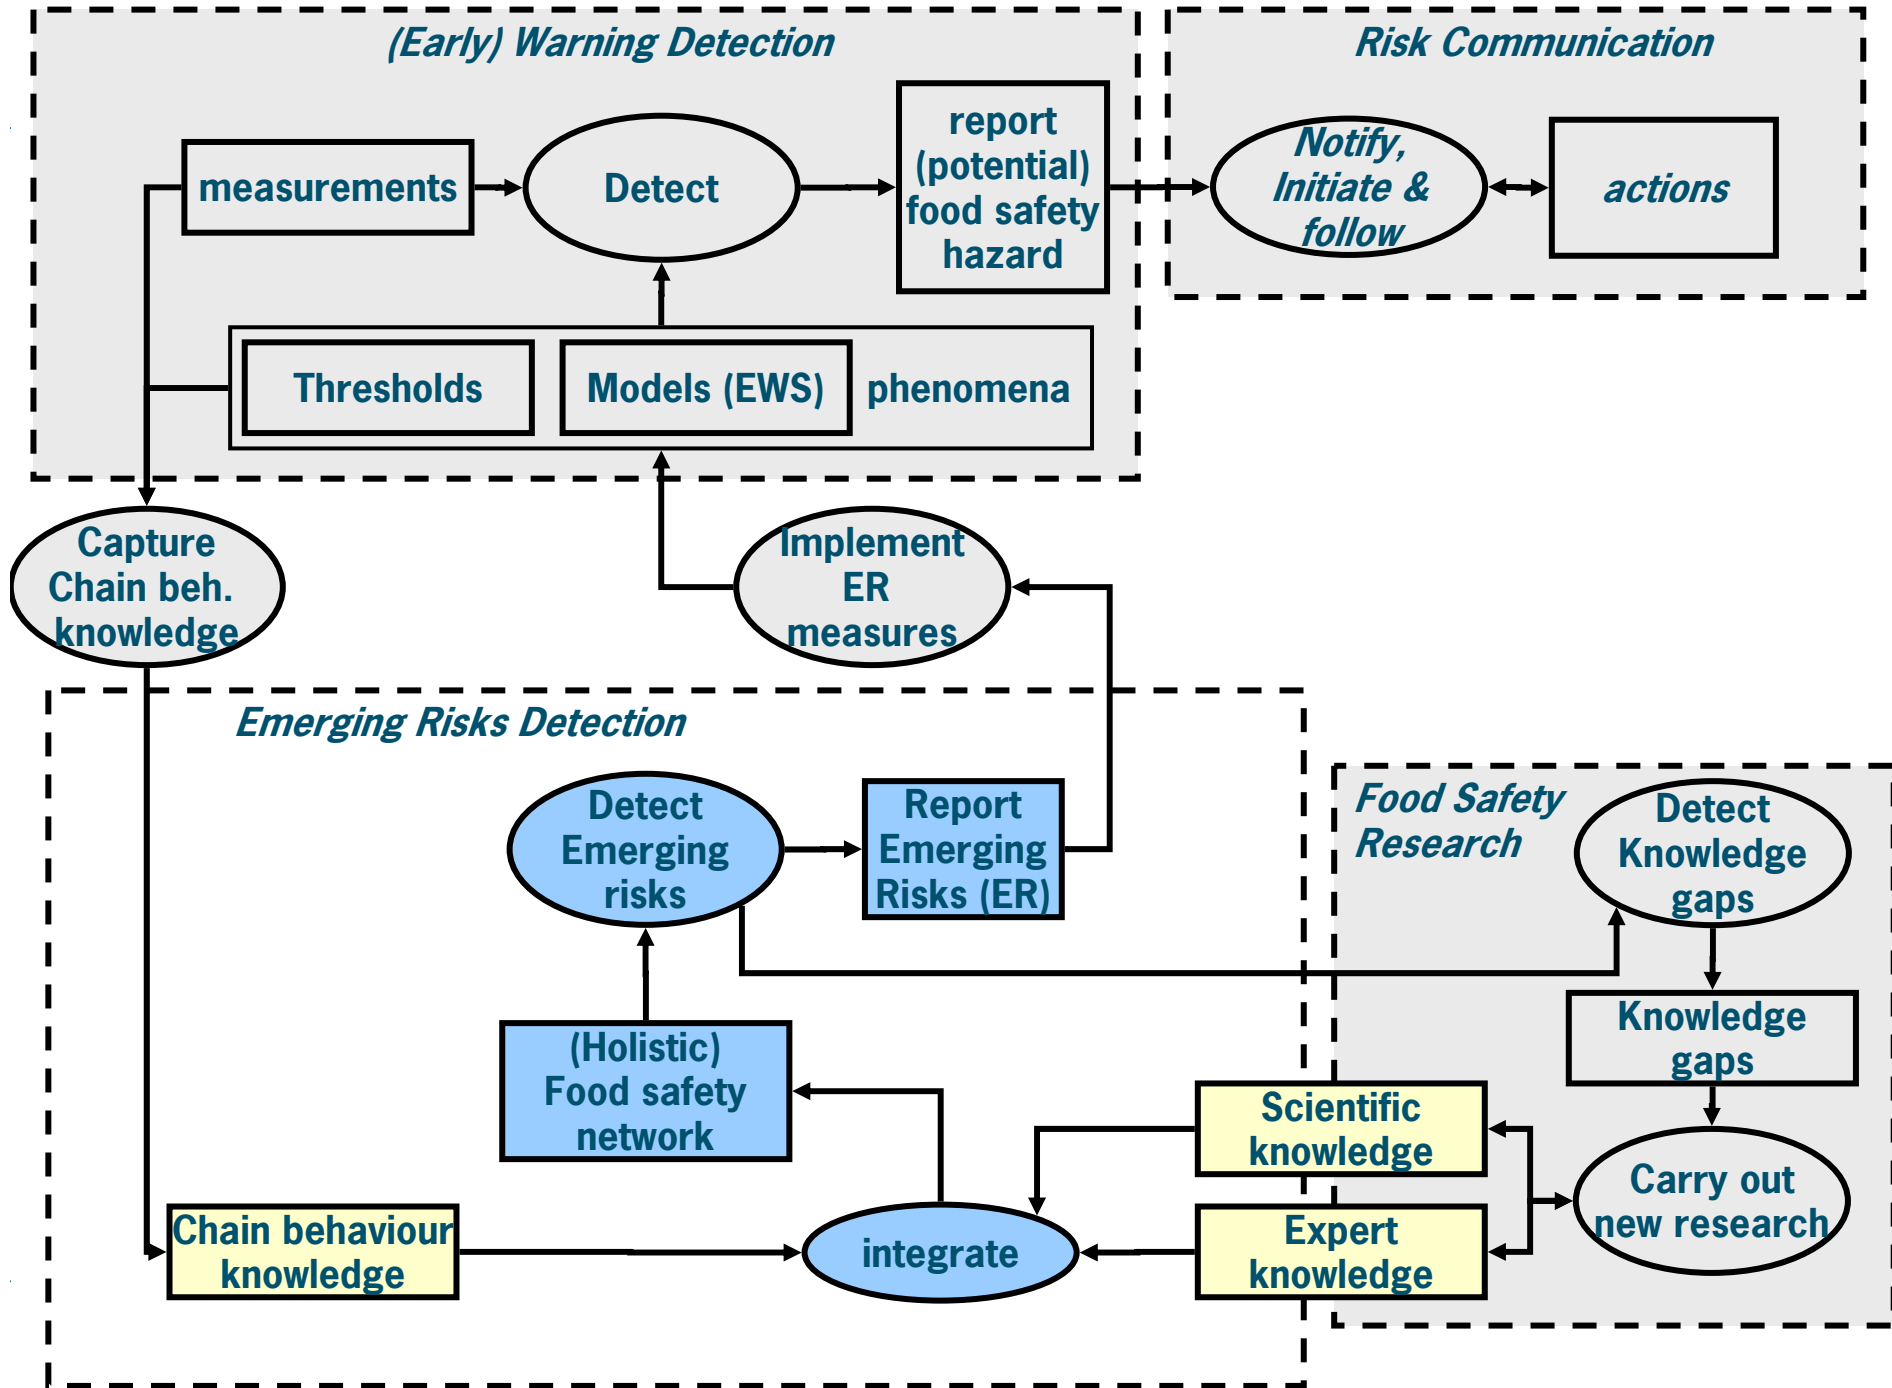 (Early) Warning Detection
Risk Communication
measurements
Detect
report
(potential)
food safety
hazard
Notify,
Initiate &
follow
actions
Thresholds
Models (EWS)
phenomena
Capture
Chain beh.
knowledge
Implement
ER
measures
Emerging Risks Detection
Detect
Emerging
risks
Report
Emerging
Risks (ER)
Food Safety
Research
Detect
Knowledge
gaps
Knowledge
gaps
(Holistic)
Food safety
network
Scientific
knowledge
Carry out
new research
Chain behaviour
knowledge
integrate
Expert
knowledge